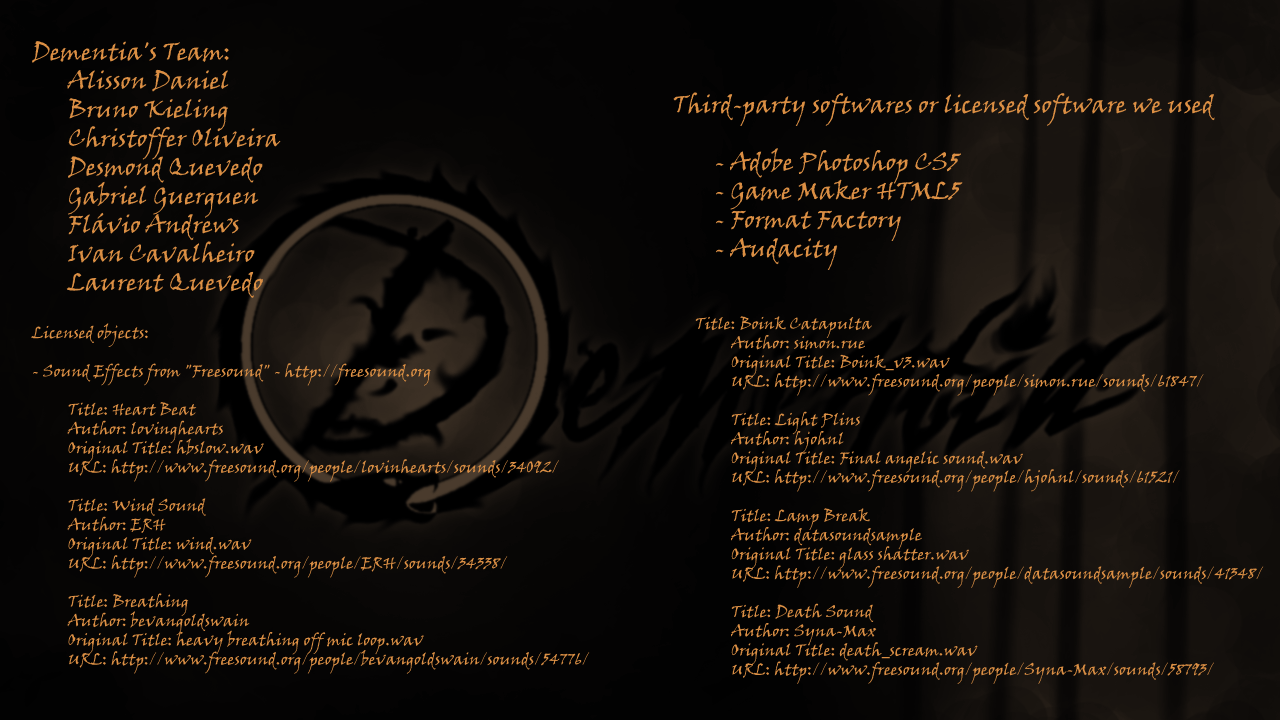 Dementia's Team:
Alisson Daniel
Bruno Kieling
Christoffer Oliveira
Desmond Quevedo
Gabriel Guerguen
Flávio Andrews
Ivan Cavalheiro
Laurent Quevedo
Licensed objects:
- Sound Effects from "Freesound" - http://freesound.org
Title: Heart Beat
Author: lovinghearts
Original Title: hbslow.wav
URL: http://www.freesound.org/people/lovinhearts/sounds/34092/
Title: Wind Sound
Author: ERH
Original Title: wind.wav
URL: http://www.freesound.org/people/ERH/sounds/34338/
Title: Breathing
Author: bevangoldswain
Original Title: heavy breathing off mic loop.wav
URL: http://www.freesound.org/people/bevangoldswain/sounds/54776/
Third-party softwares or licensed software we used
- Adobe Photoshop CS5
- Game Maker HTML5
- Format Factory
- Audacity
Title: Boink Catapulta
Author: simon.rue
Original Title: Boink_v3.wav
URL: http://www.freesound.org/people/simon.rue/sounds/61847/
Title: Light Plins
Author: hjohnl
Original Title: Final angelic sound.wav
URL: http://www.freesound.org/people/hjohnl/sounds/61521/
Title: Lamp Break
Author: datasoundsample
Original Title: glass shatter.wav
URL: http://www.freesound.org/people/datasoundsample/sounds/41348/
Title: Death Sound
Author: Syna-Max
Original Title: death_scream.wav
URL: http://www.freesound.org/people/Syna-Max/sounds/58793/
Dementia